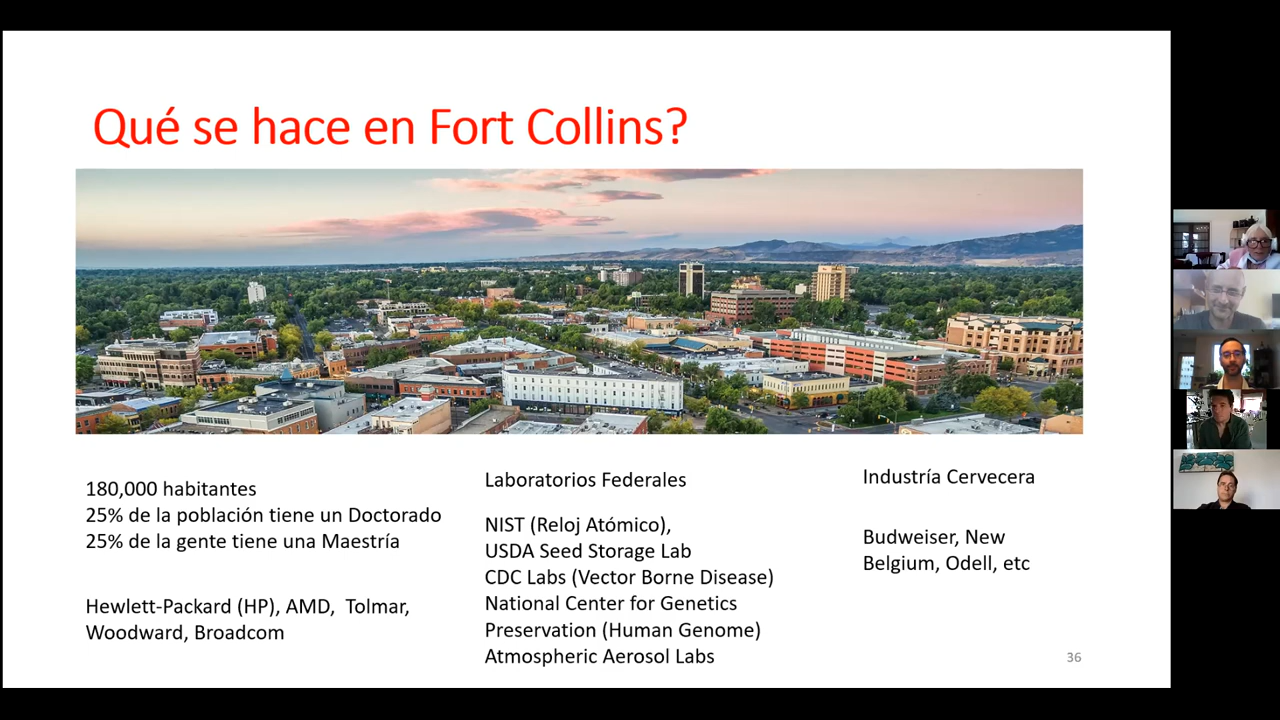 Qué se hace en Fort Collins?
180,000 habitantes
25% de la población tiene un Doctorado
25% de la gente tiene una Maestría
Hewlett-Packard (HP), AMD, Tolmar,
Woodward, Broadcom
Laboratorios Federales
NIST (Reloj Atómico),
USDA Seed Storage Lab
CDC Labs (Vector Borne Disease)
National Center for Genetics
Preservation (Human Genome)
Atmospheric Aerosol Labs
Industría Cervecera
Budweiser, New
Belgium, Odell, etc
36